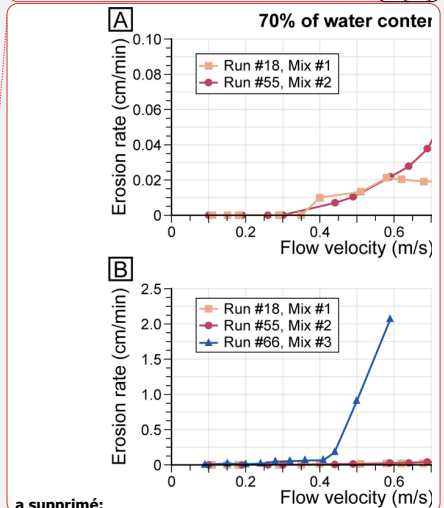 A
70% of water conten
Erosion rate (cm/min)
0.10
0.08
0.06
0.04
0.02
0
Run #18, Mix #1
Run #55, Mix #2
0
0.2
0.4
0.6
Flow velocity (m/s)
B
Erosion rate (cm/min)
2.5
2.0
1.5
1.0
0.5
0
Run #18, Mix #1
Run #55, Mix #2
Run #66, Mix #3
0
0.2
0.4
0.6
Flow velocity (m/s)
a supprimé: